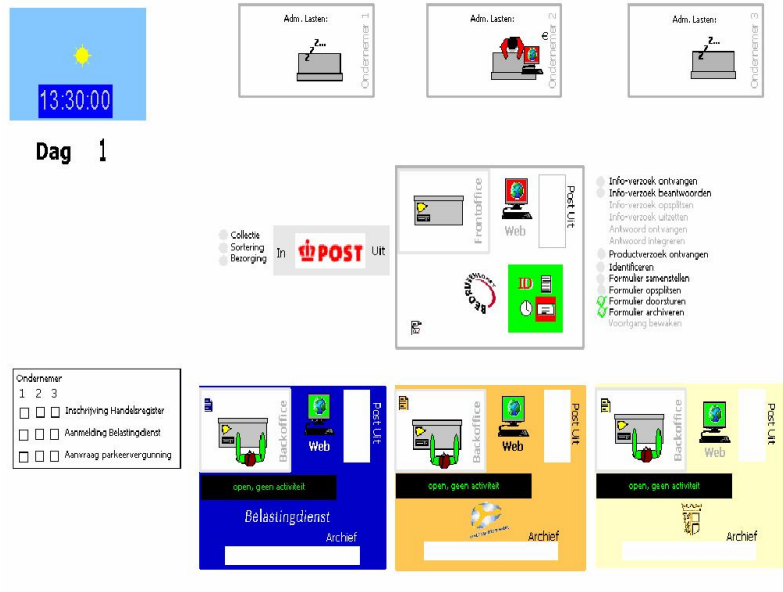 Adm. Lasten:
z...
z
z
Ondernemer 1
Adm. Lasten:
€
Ondernemer 2
Adm. Lasten:
z...
z
z
Ondernemer 3
13:30:00
Dag 1
Frontoffice
Web
Post Uit
ID
Info-verzoek ontvangen
Info-verzoek beantwoorden
Info-verzoek opsplitsen
Info-verzoek uitzetten
Antwoord ontvangen
Antwoord integreren
Productverzoek ontvangen
Identificeren
Formulier samenstellen
Formulier opsplitsen
Formulier doorsturen
Formulier archiveren
Voortgang bewaken
Collectie
Sortering
Bezorging
In
POST
Uit
Ondernemer
1 2 3
Inschrijving Handelsregister
Aanmelding Belastingdienst
Aanvraag parkeervergunning
Backoffice
Web
Post Uit
open, geen activiteit
Belastingdienst
Archief
Backoffice
Web
Post Uit
open, geen activiteit
Archief
Backoffice
Web
Post Uit
open, geen activiteit
Archief